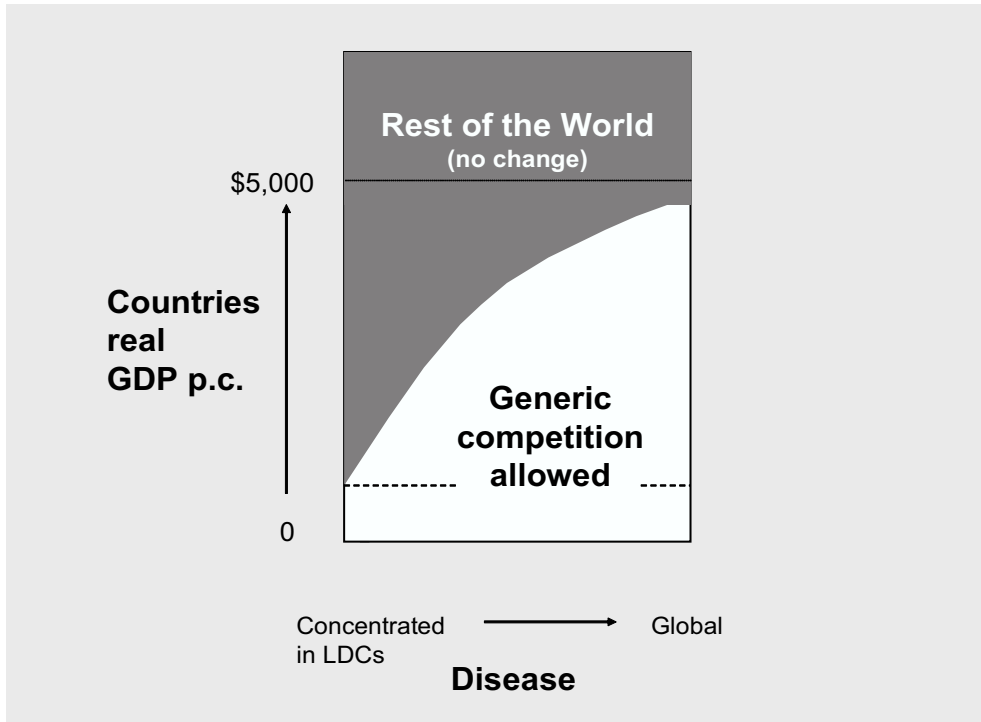 Rest of the World
(no change)
$5,000
Countries
real
GDP p.c.
Generic
competition
allowed
0
Concentrated
in LDCs
Global
Disease